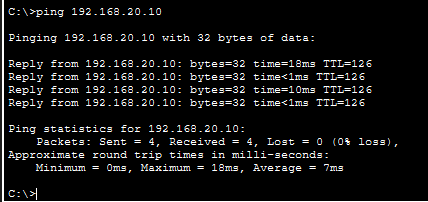 C:\>ping 192.168.20.10
Pinging 192.168.20.10 with 32 bytes of data:
Reply from 192.168.20.10: bytes=32 time=18ms TTL=126
Reply from 192.168.20.10: bytes=32 time<1ms TTL=126
Reply from 192.168.20.10: bytes=32 time=10ms TTL=126
Reply from 192.168.20.10: bytes=32 time<1ms TTL=126
Ping statistics for 192.168.20.10:
    Packets: Sent = 4, Received = 4, Lost = 0 (0% loss),
Approximate round trip times in milli-seconds:
    Minimum = 0ms, Maximum = 18ms, Average = 7ms
C:\>